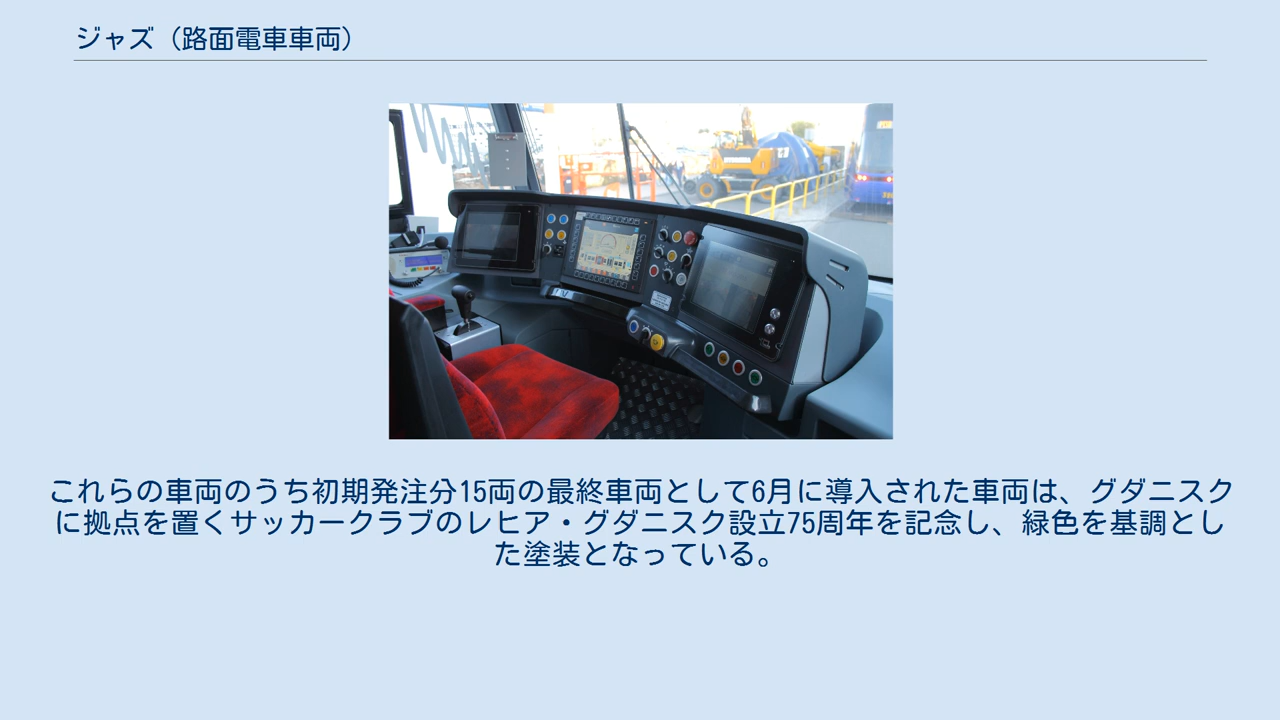 ジャズ（路面電車車両）
これらの車両のうち初期発注分15両の最終車両として6月に導入された車両は、グダニスク
に拠点を置くサッカークラブのレヒア・グダニスク設立75周年を記念し、緑色を基調とし
た塗装となっている。